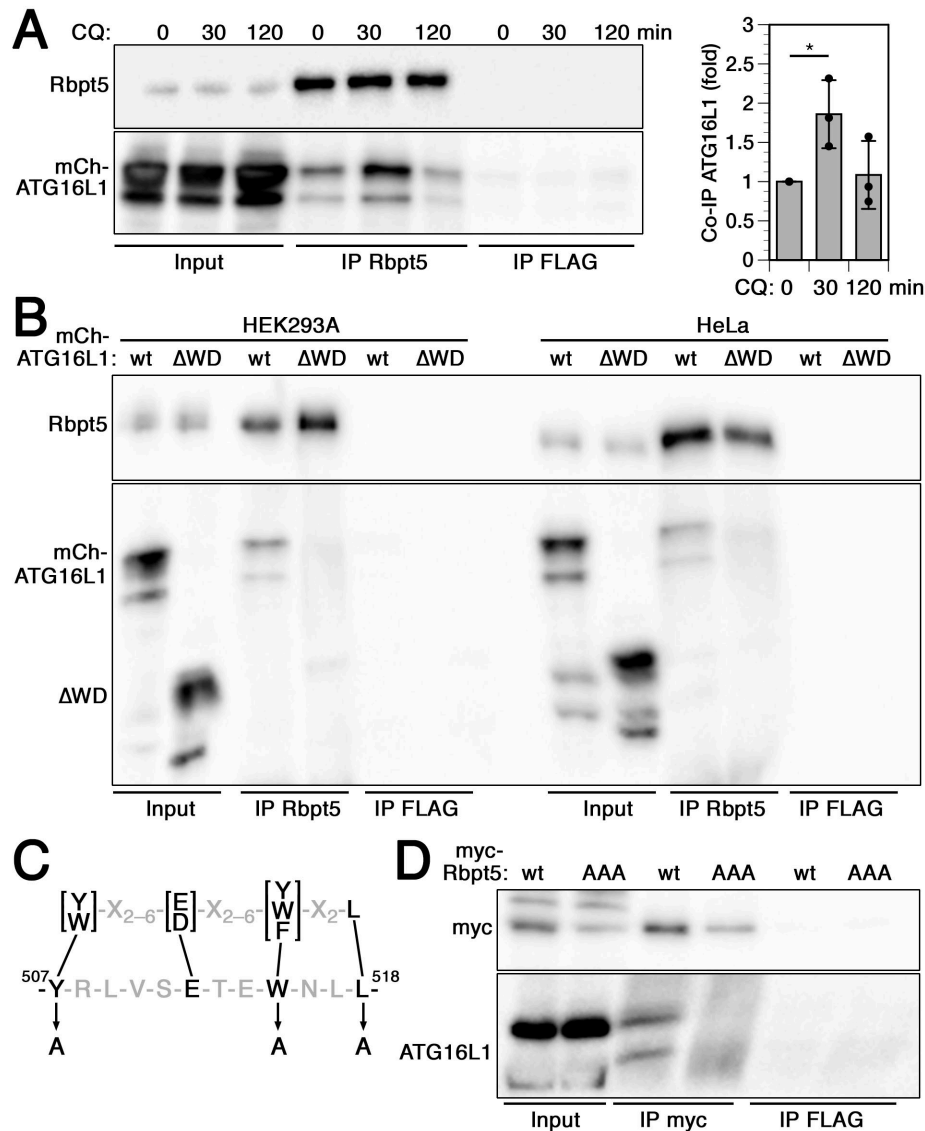 A
CQ: 0 30 120 0 30 120 0 30 120 min
Rbpt5
mCh-
ATG16L1
Input IP Rbpt5 IP FLAG
Co-IP ATG16L1 (fold)
3
2.5
2
1.5
1
0.5
0
*
CQ: 0 30 120 min
B
HEK293A HeLa
mCh-
ATG16L1: wt ΔWD wt ΔWD wt ΔWD wt ΔWD wt ΔWD wt ΔWD
Rbpt5
mCh-
ATG16L1
ΔWD
Input IP Rbpt5 IP FLAG Input IP Rbpt5 IP FLAG
C
[Y W]-X2–6-[E D]-X2–6-[Y W F]-X2-L
507 -Y-R-L-V-S-E-T-E-W-N-L-L- 518
A A A
D
myc-
Rbpt5: wt AAA wt AAA wt AAA
myc
ATG16L1
Input IP myc IP FLAG